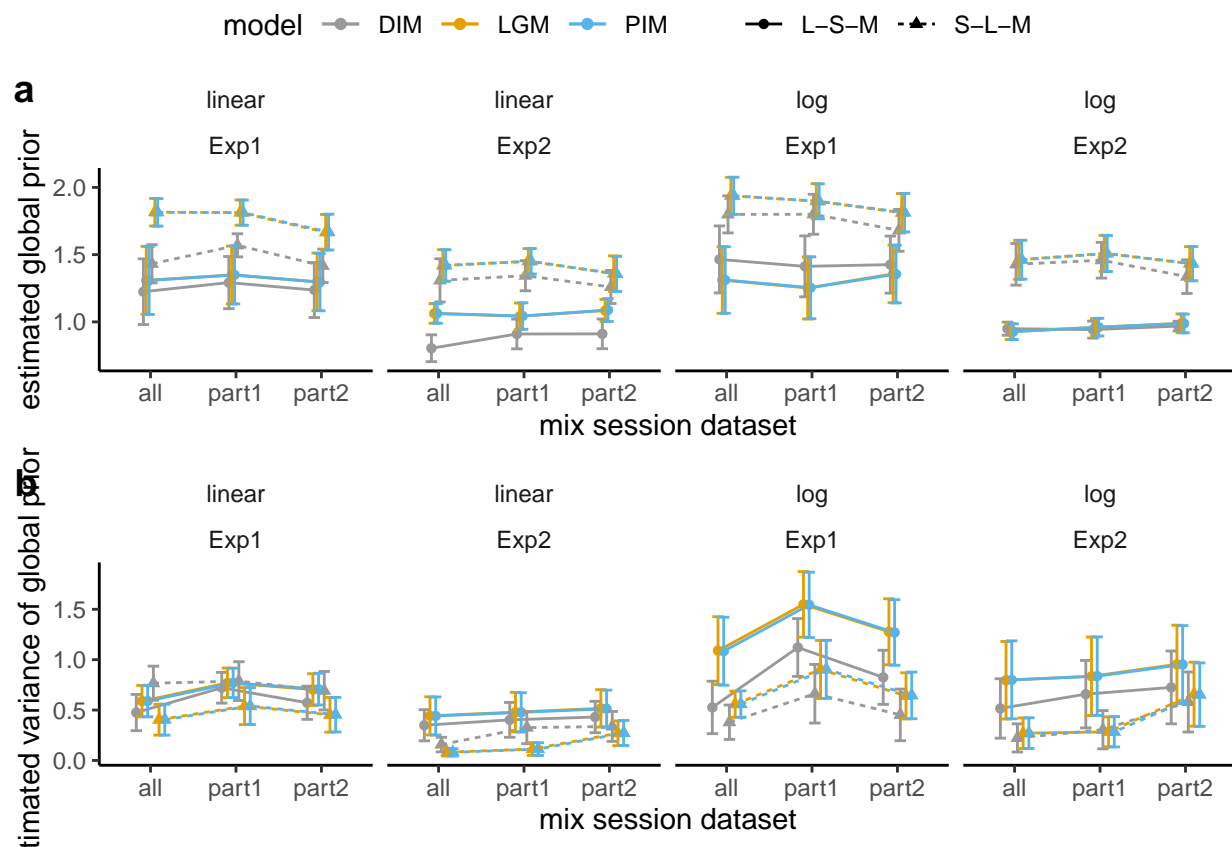 model DIM LGM PIM L−S−M S−L−M
a
linear linear log log
Exp1 Exp2 Exp1 Exp2
estimated global prior
2.0
1.5
1.0
all part1 part2 all part1 part2 all part1 part2 all part1 part2
mix session dataset
b
linear linear log log
Exp1 Exp2 Exp1 Exp2
timated variance of global prior
1.5
1.0
0.5
0.0
all part1 part2 all part1 part2 all part1 part2 all part1 part2
mix session dataset